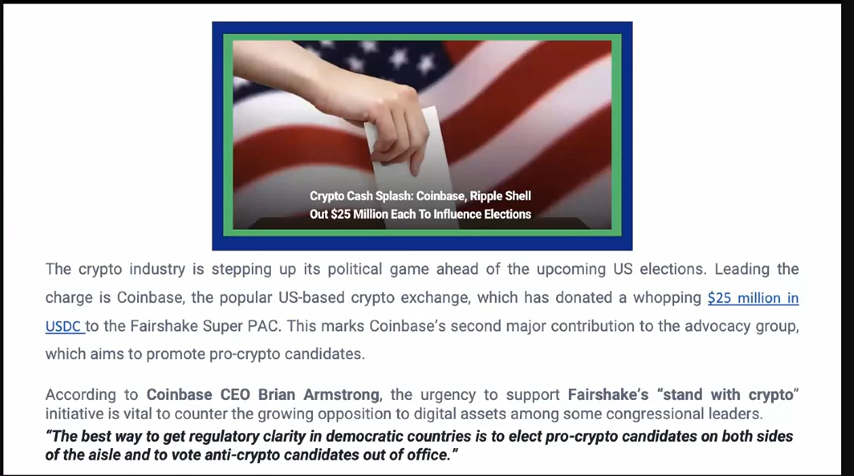 Crypto Cash Splash: Coinbase, Ripple Shell
Out $25 Million Each To Influence Elections
The crypto industry is stepping up its political game ahead of the upcoming US elections. Leading the
charge is Coinbase, the popular US-based crypto exchange, which has donated a whopping $25 million in
USDC to the Fairshake Super PAC. This marks Coinbase’s second major contribution to the advocacy group,
which aims to promote pro-crypto candidates.
According to Coinbase CEO Brian Armstrong, the urgency to support Fairshake’s “stand with crypto”
initiative is vital to counter the growing opposition to digital assets among some congressional leaders.
“The best way to get regulatory clarity in democratic countries is to elect pro-crypto candidates on both sides
of the aisle and to vote anti-crypto candidates out of office.”